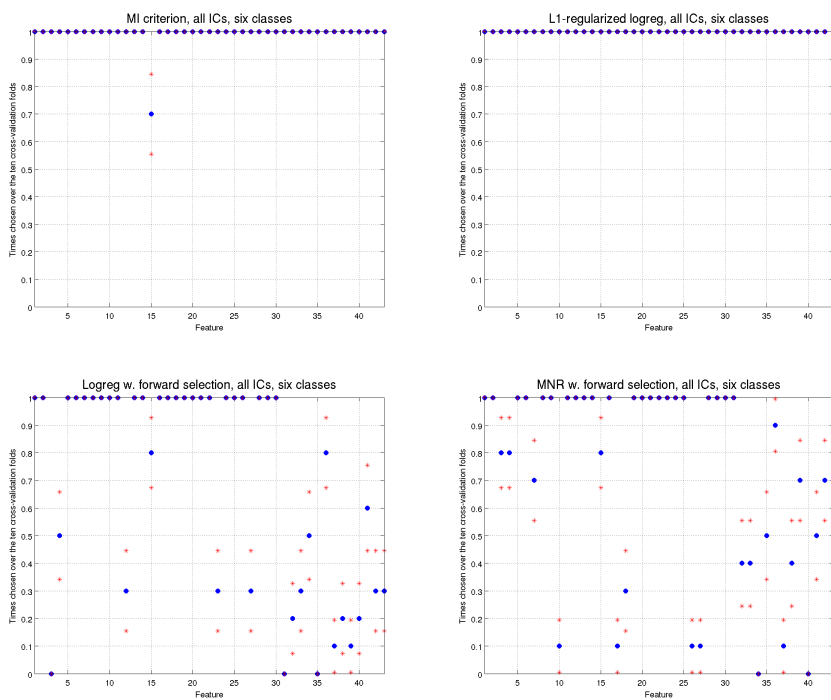 MI criterion, all ICs, six classes
1
0.9
0.8
0.7
0.6
0.5
0.4
0.3
0.2
0.1
0
Times chosen over the ten cross-validation folds
5 10 15 20 25 30 35 40
Feature
L1-regularized logreg, all ICs, six classes
1
0.9
0.8
0.7
0.6
0.5
0.4
0.3
0.2
0.1
0
Times chosen over the ten cross-validation folds
5 10 15 20 25 30 35 40
Feature
Logreg w. forward selection, all ICs, six classes
1
0.9
0.8
0.7
0.6
0.5
0.4
0.3
0.2
0.1
0
Times chosen over the ten cross-validation folds
5 10 15 20 25 30 35 40
Feature
MNR w. forward selection, all ICs, six classes
1
0.9
0.8
0.7
0.6
0.5
0.4
0.3
0.2
0.1
0
Times chosen over the ten cross-validation folds
5 10 15 20 25 30 35 40
Feature